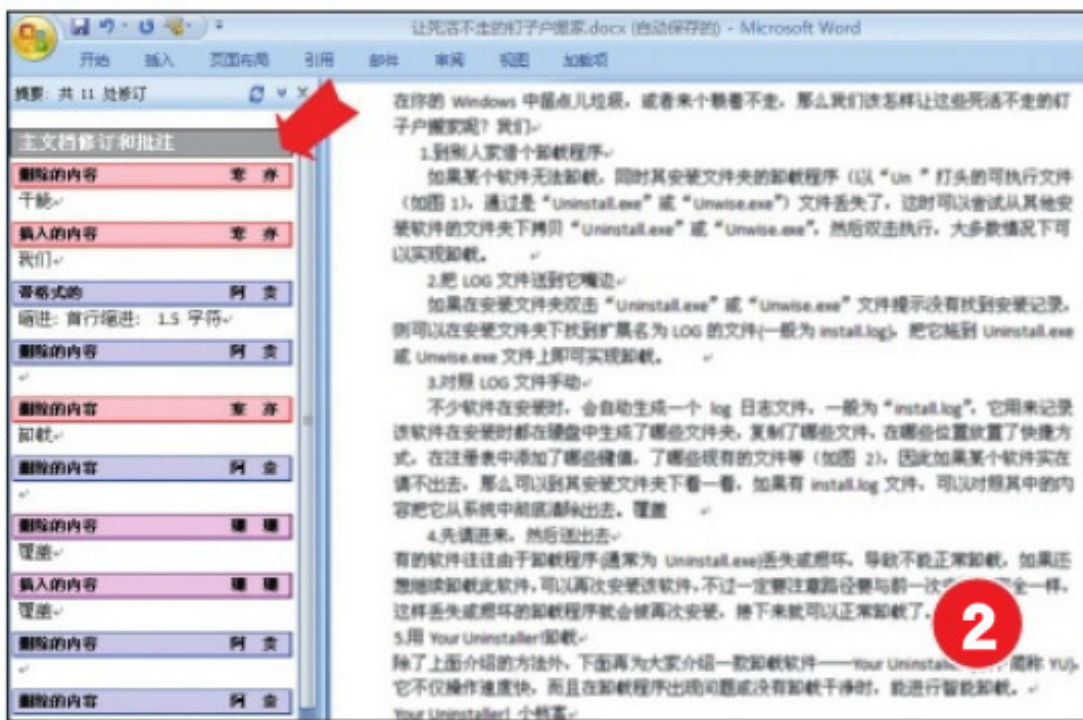 让死活不走的钉子户搬家.docx (自动保存的) - Microsoft Word
开始 插入 页面布局 引用 邮件 审阅 视图 加载项
摘要: 共 11 处修订
主文档修订和批注
删除的内容
干脆
插入的内容
我们
带格式的
缩进: 首行缩进: 1.5 字符
删除的内容
删除的内容
卸载
删除的内容
删除的内容 珊 珊
覆盖
插入的内容 珊 珊
覆盖
删除的内容
删除的内容
在你的 Windows 中留点儿垃圾，或者来个赖着不走，那么我们该怎样让这些死活不走的钉
子户搬家呢？我们
1.到别人家借个卸载程序
如果某个软件无法卸载，同时其安装文件夹的卸载程序（以“Un ”打头的可执行文件
（如图 1)，通过是“Uninstall.exe”或“Unwise.exe”）文件丢失了，这时可以尝试从其他安
装软件的文件夹下拷贝“Uninstall.exe”或“Unwise.exe”，然后双击执行，大多数情况下可
以实现卸载。
2.把 LOG 文件送到它嘴边
如果在安装文件夹双击“Uninstall.exe”或“Unwise.exe”文件提示没有找到安装记录，
则可以在安装文件夹下找到扩展名为 LOG 的文件(一般为 install.log)，把它拖到 Uninstall.exe
或 Unwise.exe 文件上即可实现卸载。
3.对照 LOG 文件手动
不少软件在安装时，会自动生成一个 log 日志文件，一般为“install.log”，它用来记录
该软件在安装时都在硬盘中生成了哪些文件夹，复制了哪些文件，在哪些位置放置了快捷方
式，在注册表中添加了哪些键值，了哪些现有的文件等（如图 2)，因此如果某个软件实在
请不出去，那么可以到其安装文件夹下看一看，如果有 install.log 文件，可以对照其中的内
容把它从系统中彻底清除出去。覆盖
4.先请进来，然后送出去
有的软件往往由于卸载程序(通常为 Uninstall.exe)丢失或损坏，导致不能正常卸载，如果还
想继续卸载此软件，可以再次安装该软件，不过一定要注意路径要与前一次 完全一样，
这样丢失或损坏的卸载程序就会被再次安装，接下来就可以正常卸载了。
2
5.用 Your Uninstaller!卸载
除了上面介绍的方法外，下面再为大家介绍一款卸载软件——Your Uninstalle 简称 YU)，
它不仅操作速度快，而且在卸载程序出现问题或没有卸载干净时，能进行智能卸载。
Your Uninstaller! 小档案